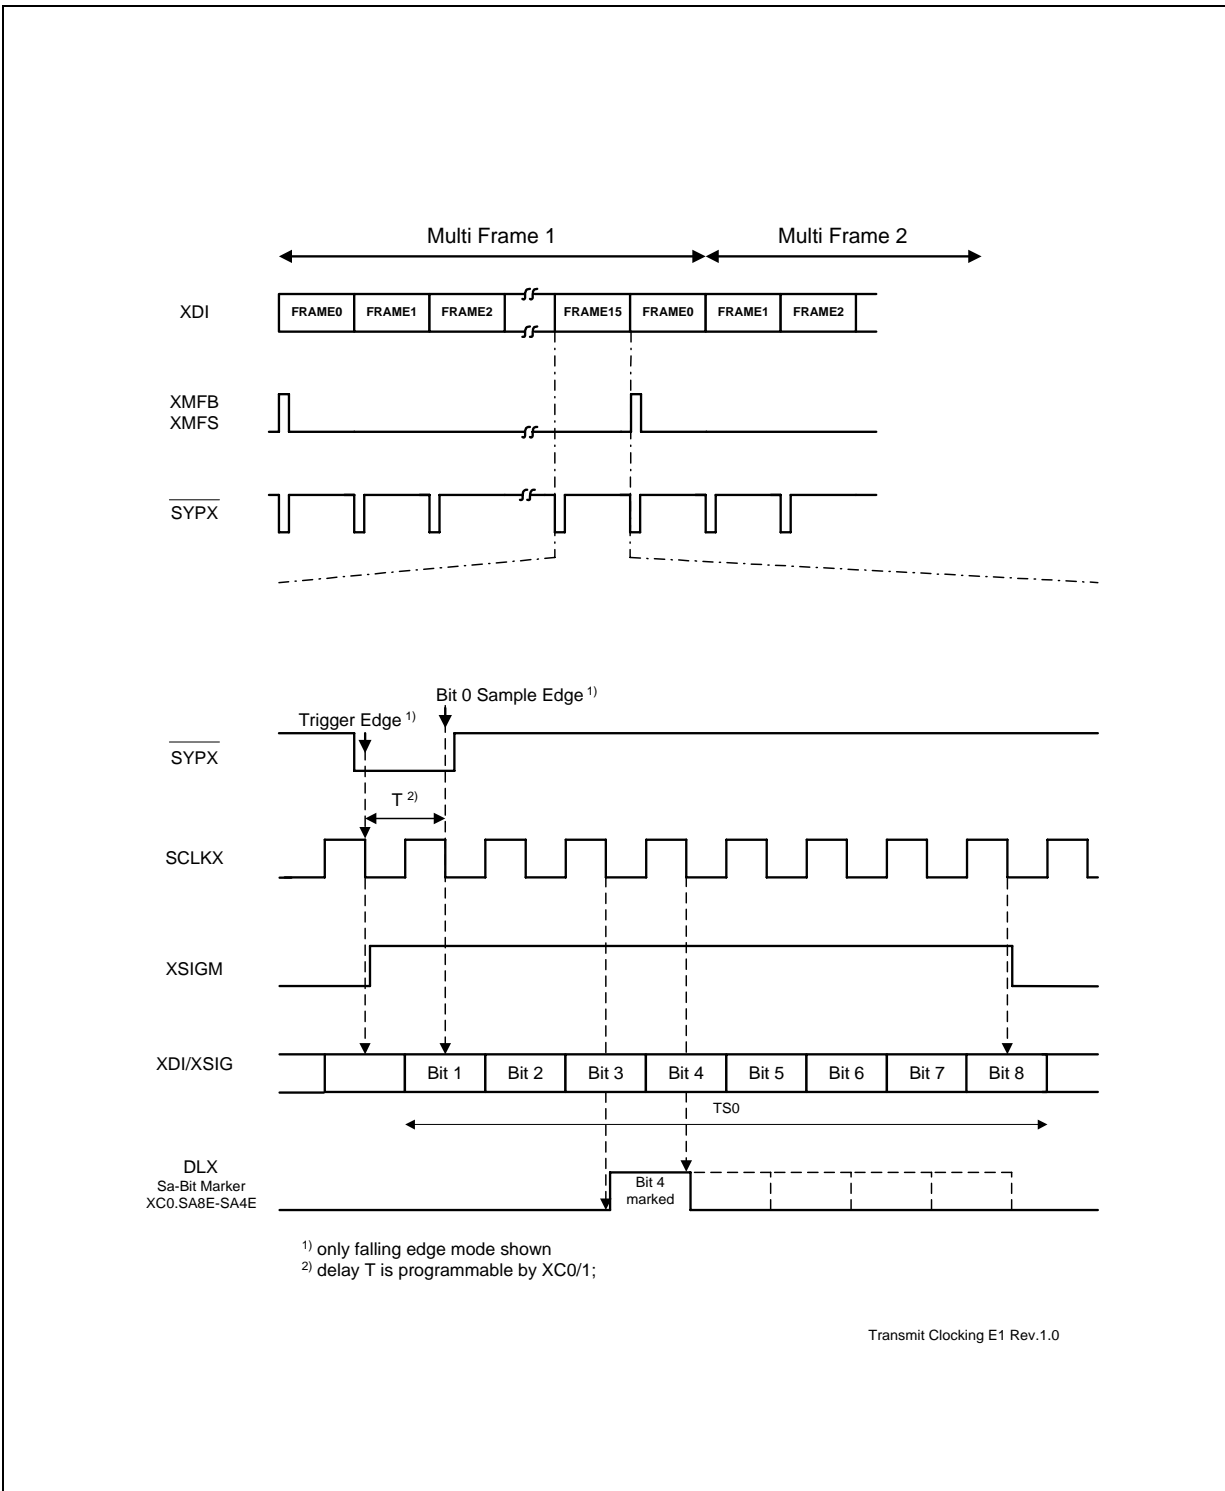 Multi Frame 1 Multi Frame 2
XDI FRAME0 FRAME1 FRAME2 FRAME15 FRAME0 FRAME1 FRAME2
XMFB
XMFS
SYPX
Bit 0 Sample Edge 1)
Trigger Edge 1)
SYPX
T 2)
SCLKX
XSIGM
XDI/XSIG Bit 1 Bit 2 Bit 3 Bit 4 Bit 5 Bit 6 Bit 7 Bit 8
TS0
DLX
Sa-Bit Marker
XC0.SA8E-SA4E
Bit 4
marked
1) only falling edge mode shown
2) delay T is programmable by XC0/1;
Transmit Clocking E1 Rev.1.0